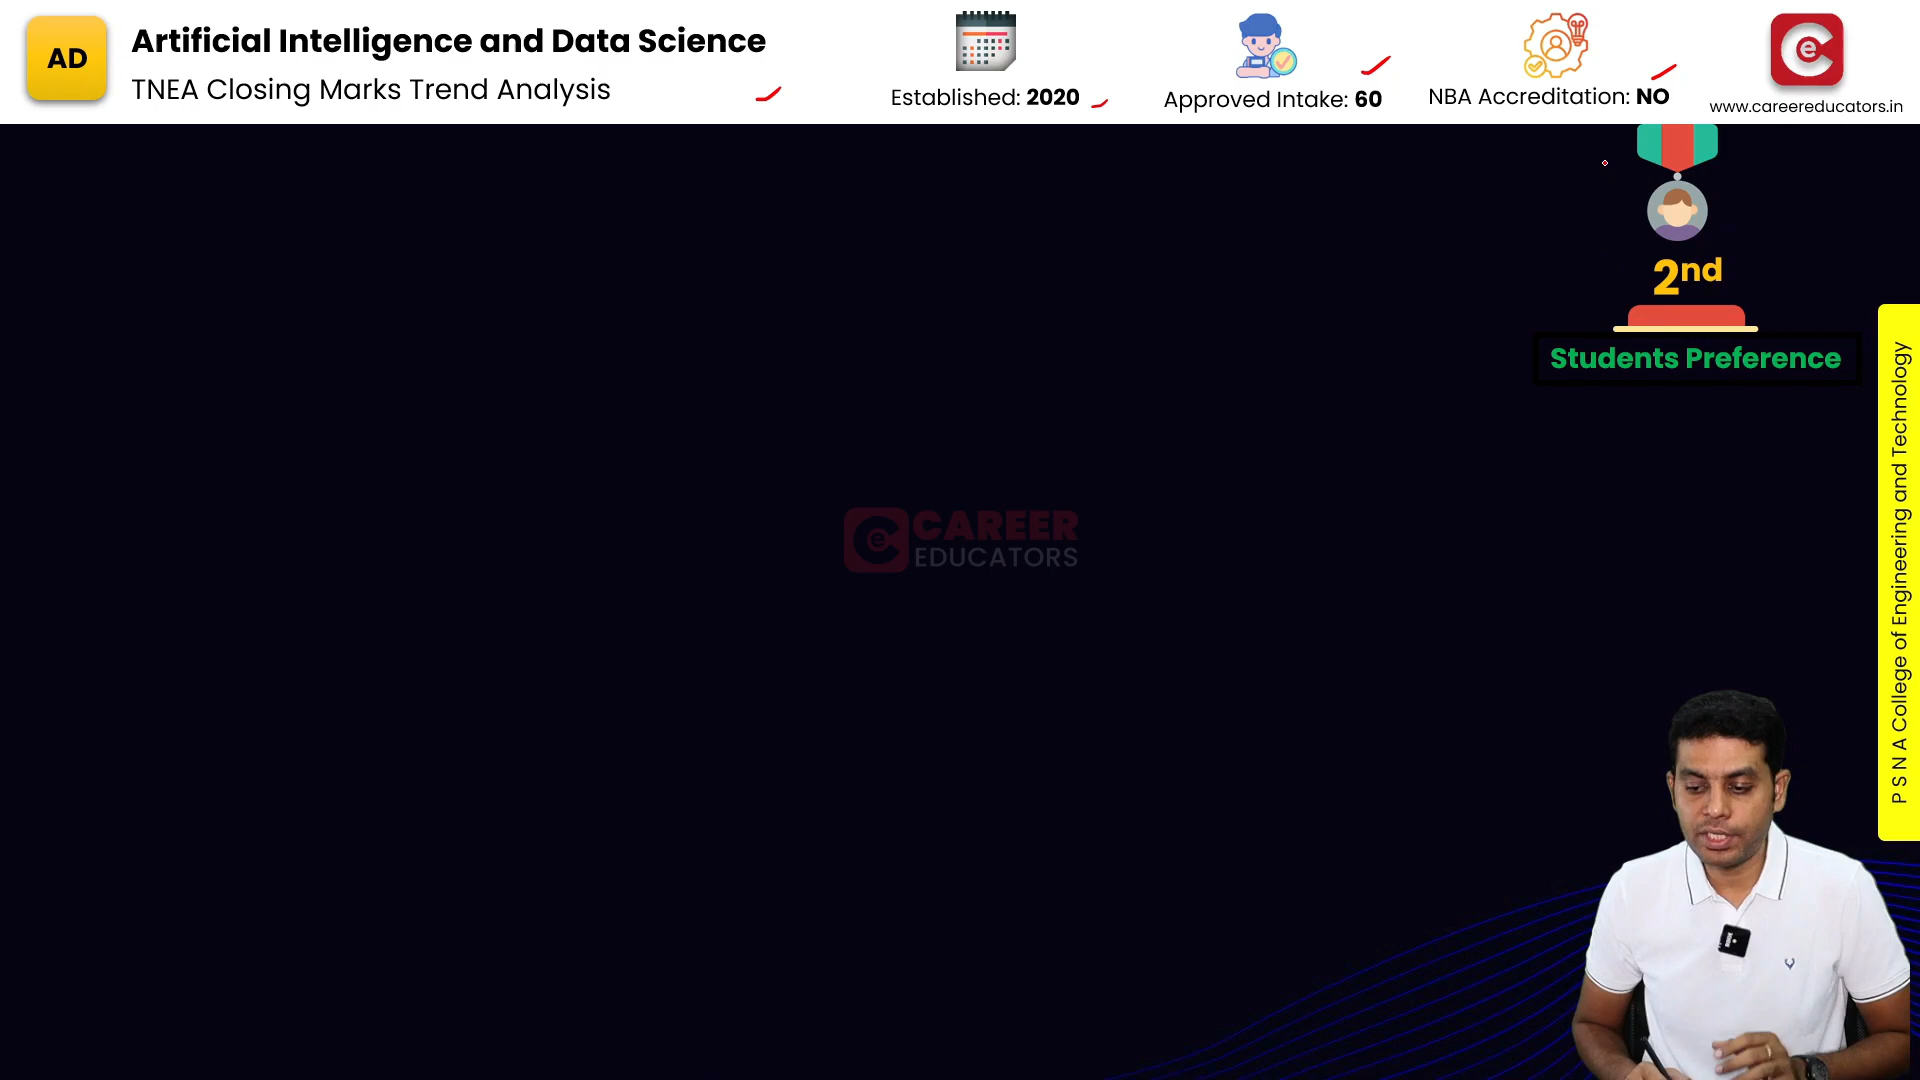 AD
Artificial Intelligence and Data Science
TNEA Closing Marks Trend Analysis
Established: 2020
Approved Intake: 60
NBA Accreditation: NO
e
www.careereducators.in
2nd
Students Preference
P S N A College of Engineering and Technology
e CAREER
EDUCATORS